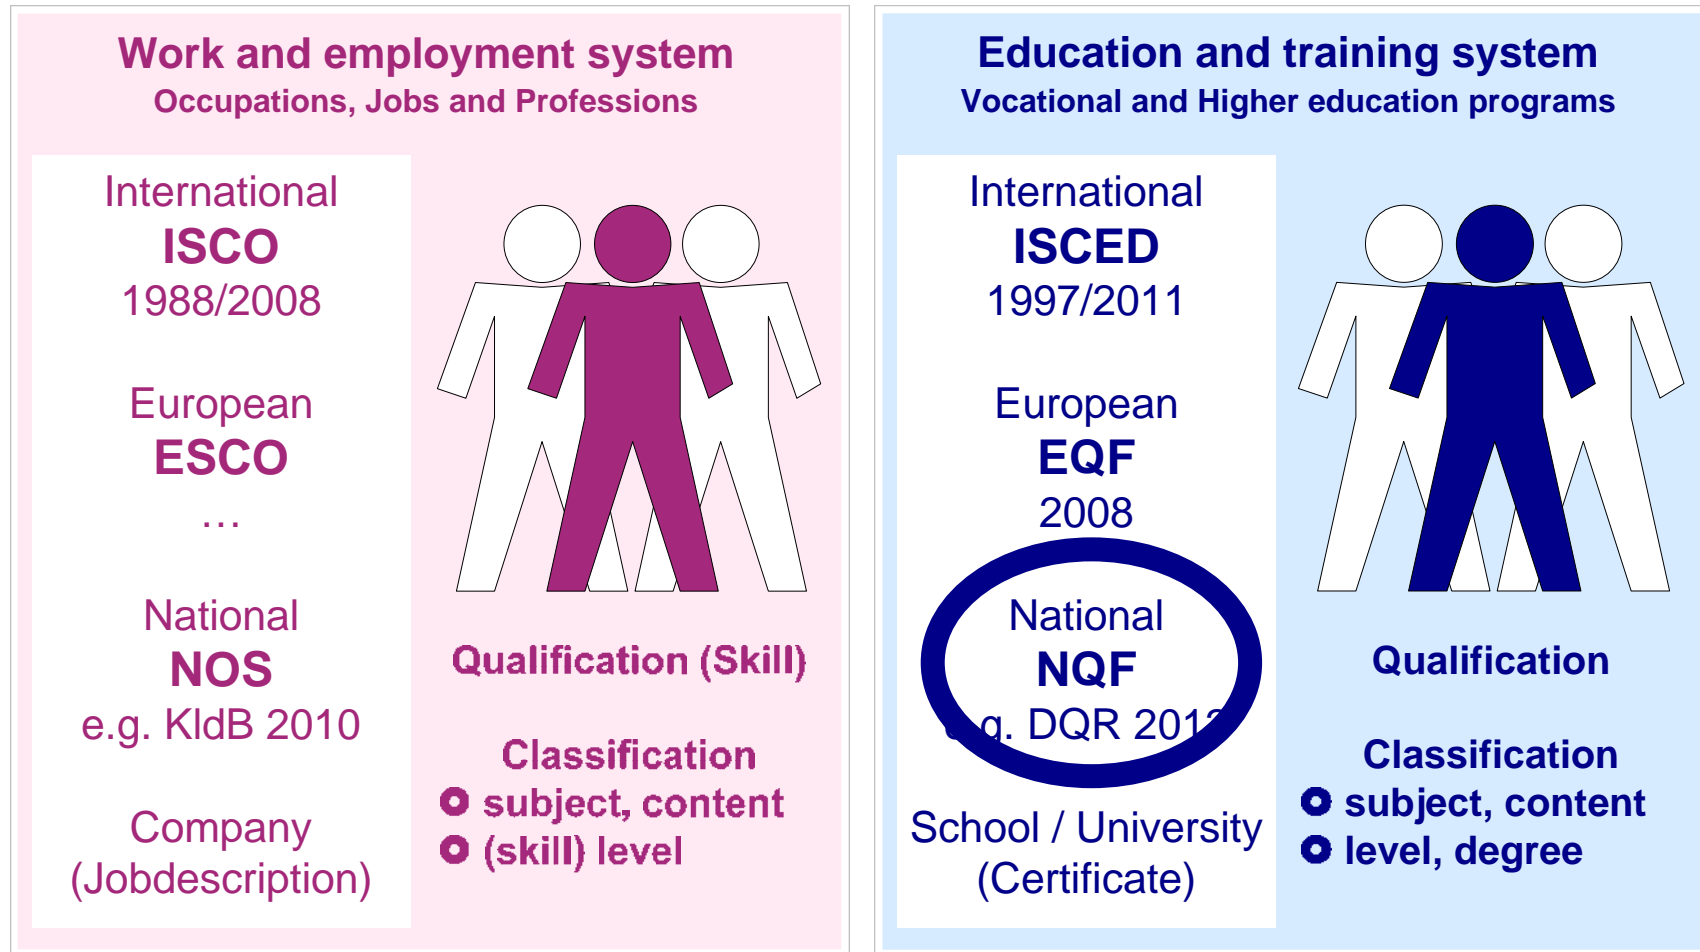 Work and employment system
Occupations, Jobs and Professions
International
ISCO
1988/2008
European
ESCO
…
National
NOS
e.g. KldB 2010
Company
(Jobdescription)
Qualification (Skill)
Classification
subject, content
(skill) level
Education and training system
Vocational and Higher education programs
International
ISCED
1997/2011
European
EQF
2008
National
NQF
DQR
School / University
(Certificate)
Qualification
Classification
subject, content
level, degree